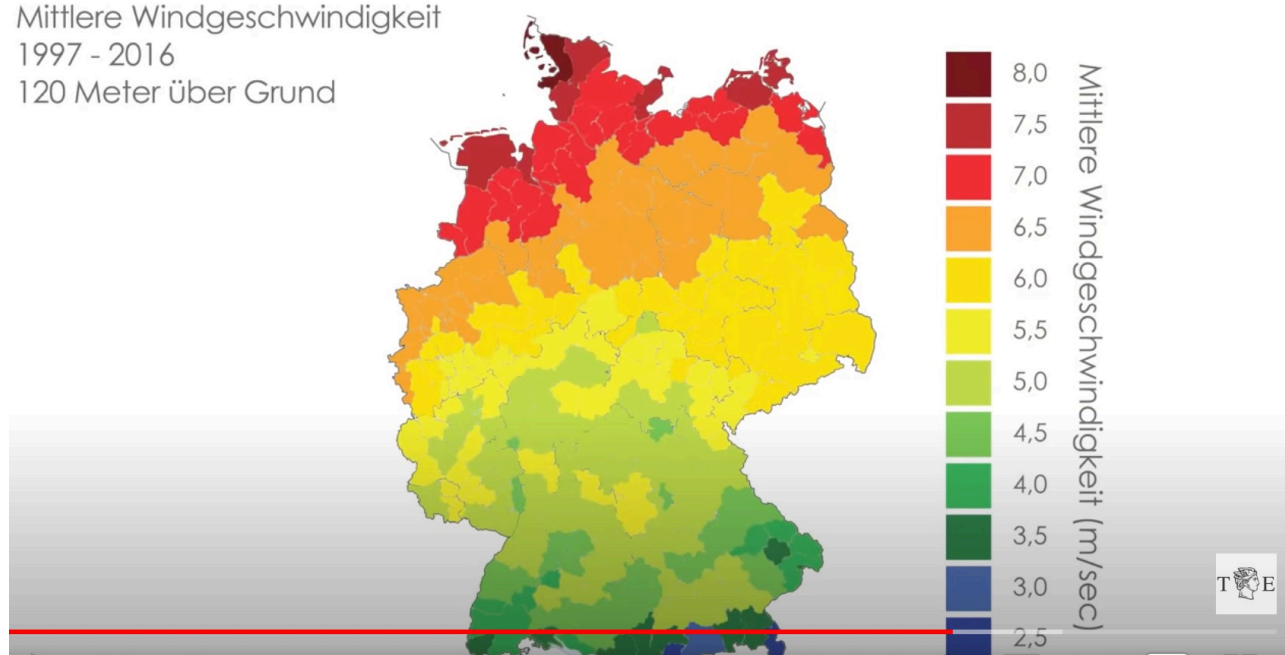 Mittlere Windgeschwindigkeit
1997 - 2016
120 Meter über Grund
8,0
7,5
7,0
6,5
6,0
5,5
5,0
4,5
4,0
3,5
3,0
2,5
Mittlere Windgeschwindigkeit (m/sec)
T E